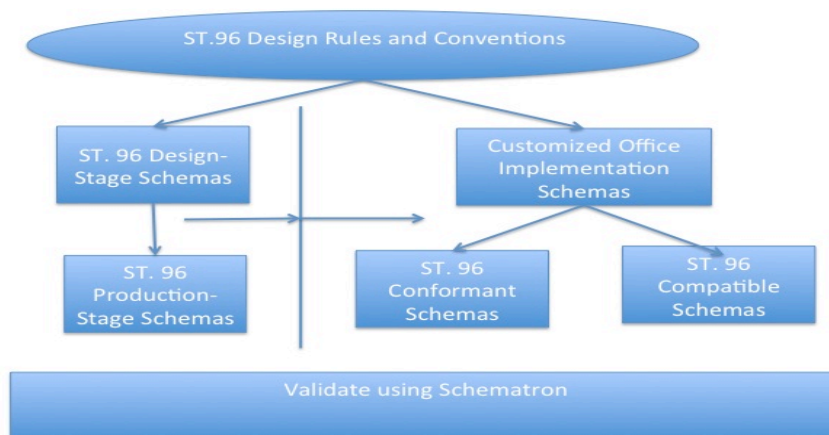 ST.96 Design Rules and Conventions
ST. 96 Design-
Stage Schemas
Customized Office
Implementation
Schemas
ST. 96
Production-
Stage Schemas
ST. 96
Conformant
Schemas
ST. 96
Compatible
Schemas
Validate using Schematron